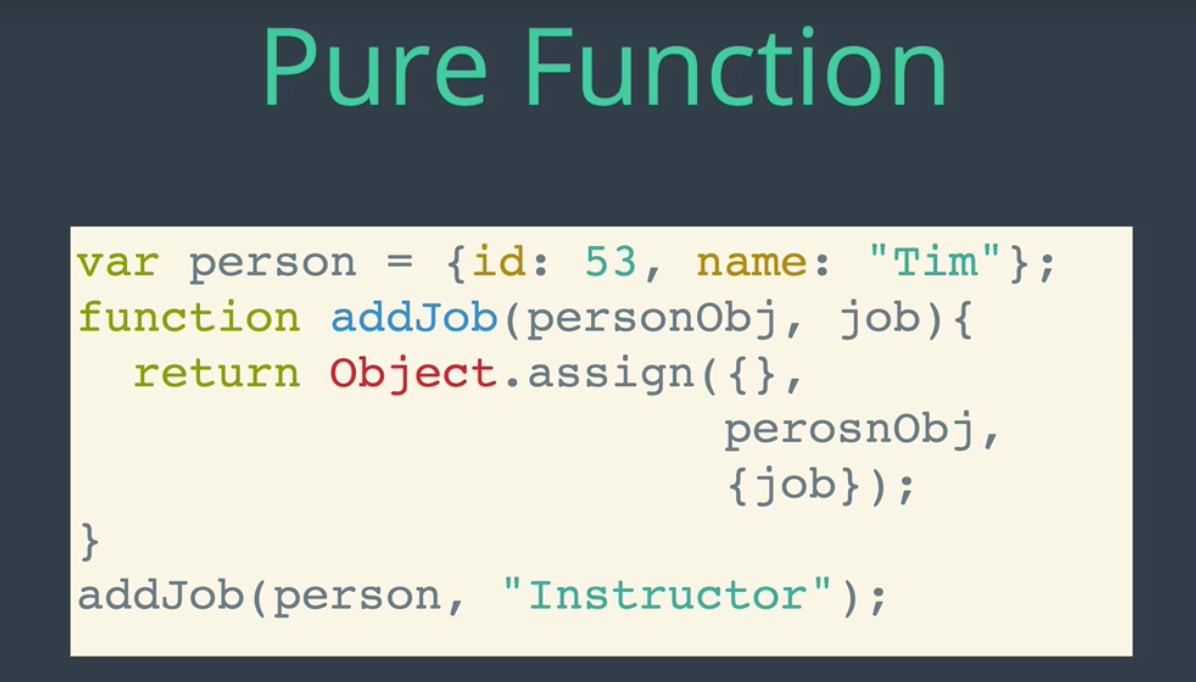 Pure Function
var person = {id: 53, name: "Tim"};
function addJob(personObj, job){
  return Object.assign({},
                       perosnObj,
                       {job});
}
addJob(person, "Instructor");